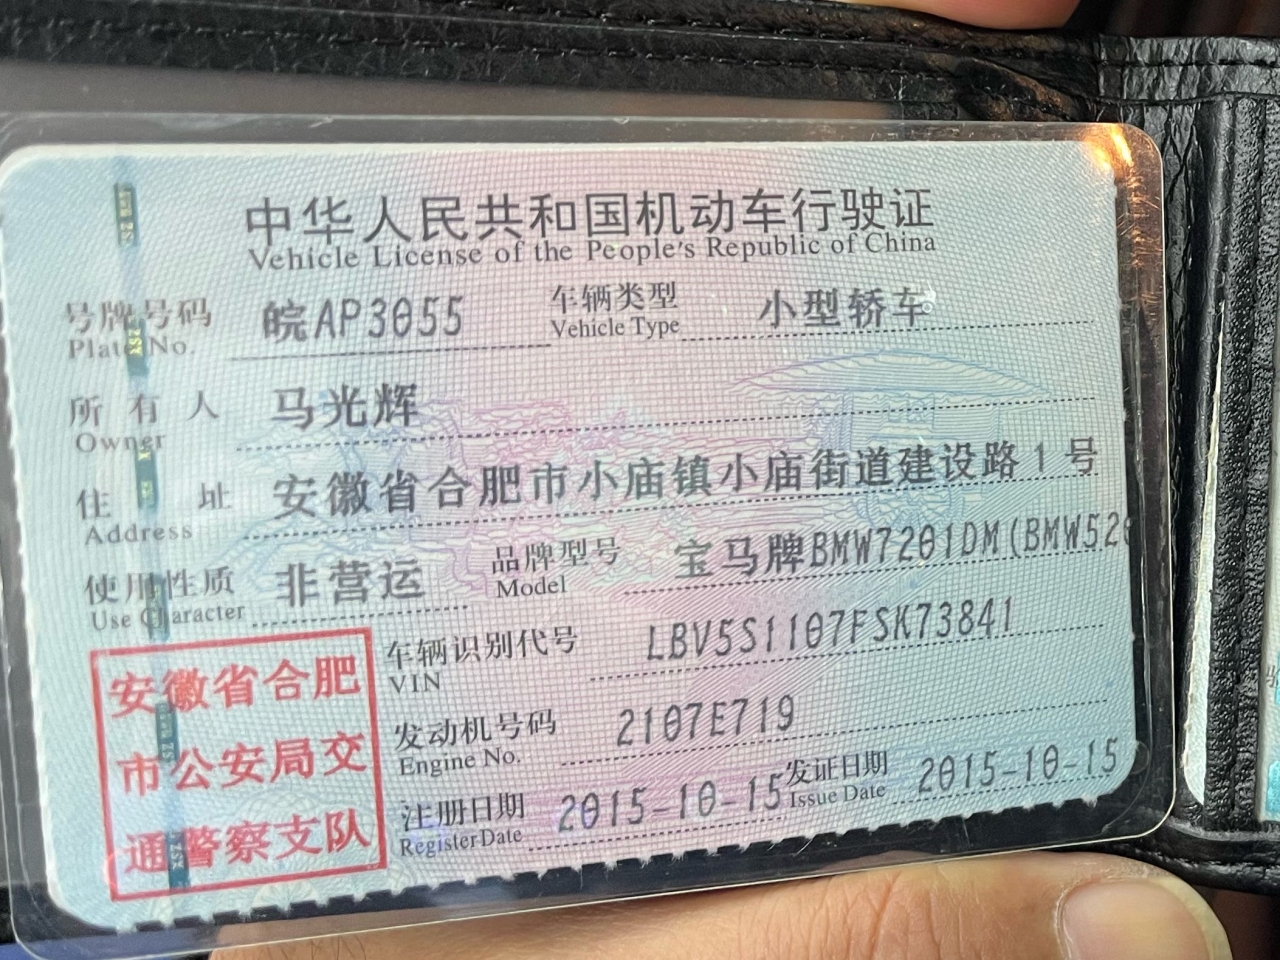 中华人民共和国机动车行驶证
Vehicle License of the People's Republic of China
号牌号码 皖AP3055 车辆类型 小型轿车
Plate No. Vehicle Type
所有人 马光辉
Owner
住址 安徽省合肥市小庙镇小庙街道建设路1号
Address
使用性质 非营运 品牌型号 宝马牌BMW7201DM(BMW528
Use Character Model
安徽省合肥
市公安局交
通警察支队
车辆识别代号 LBV5S1107FSK73841
VIN
发动机号码 2107E719
Engine No.
注册日期 2015-10-15 发证日期 2015-10-15
Register Date Issue Date